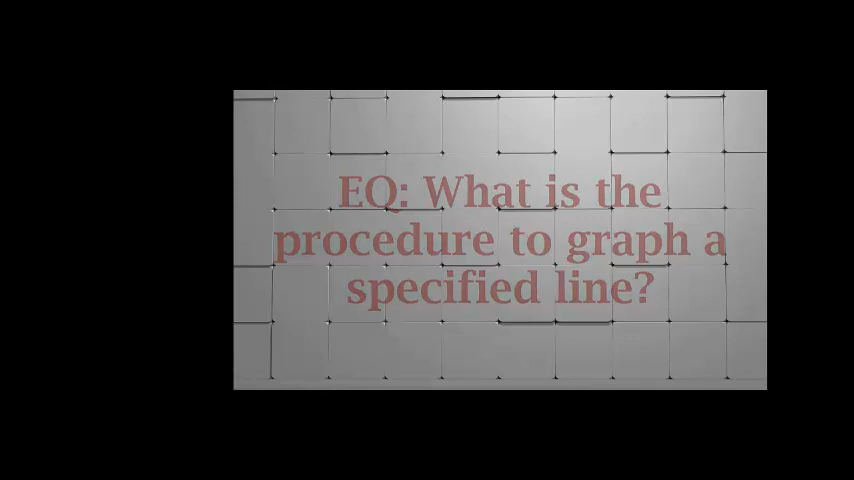 EQ: What is the
procedure to graph a
specified line?